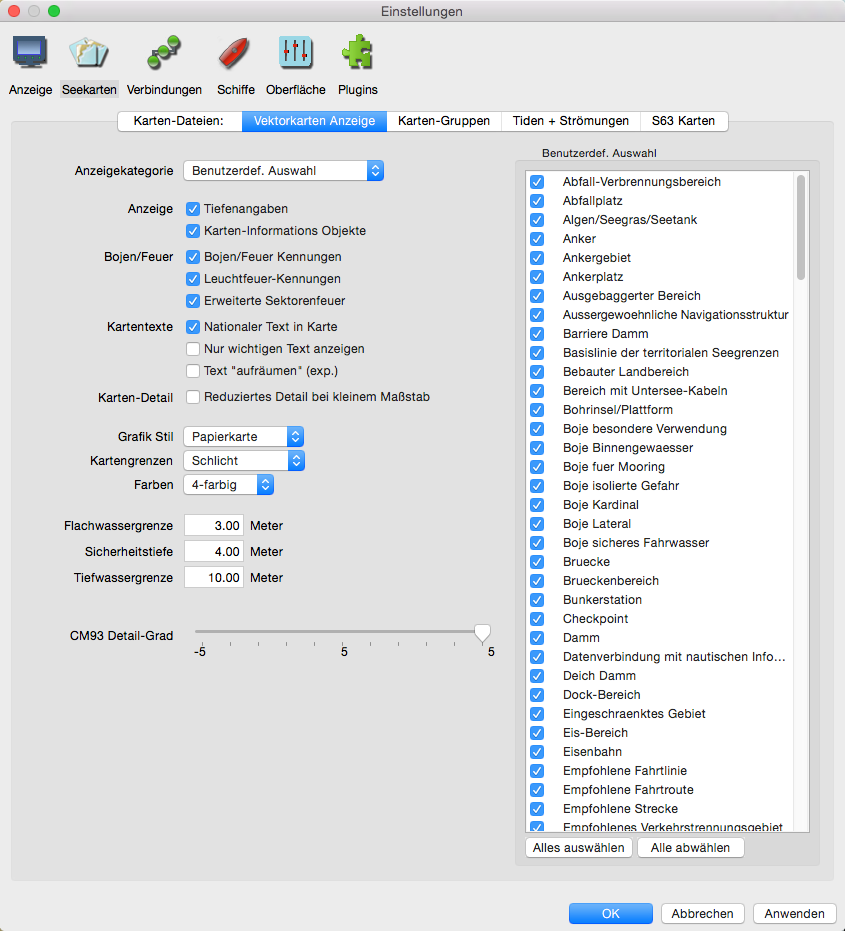 Einstellungen
Anzeige Seekarten Verbindungen Schiffe Oberfläche Plugins
Karten-Dateien: Vektorkarten Anzeige Karten-Gruppen Tiden + Strömungen S63 Karten
Anzeigekategorie Benutzerdef. Auswahl
Anzeige Tiefenangaben
Karten-Informations Objekte
Bojen/Feuer Bojen/Feuer Kennungen
Leuchtfeuer-Kennungen
Erweiterte Sektorenfeuer
Kartentexte Nationaler Text in Karte
Nur wichtigen Text anzeigen
Text "aufräumen" (exp.)
Karten-Detail Reduziertes Detail bei kleinem Maßstab
Grafik Stil Papierkarte
Kartengrenzen Schlicht
Farben 4-farbig
Flachwassergrenze 3.00 Meter
Sicherheitstiefe 4.00 Meter
Tiefwassergrenze 10.00 Meter
CM93 Detail-Grad
-5 5 5
Benutzerdef. Auswahl
Abfall-Verbrennungsbereich
Abfallplatz
Algen/Seegras/Seetank
Anker
Ankergebiet
Ankerplatz
Ausgebaggerter Bereich
Aussergewoehnliche Navigationsstruktur
Barriere Damm
Basislinie der territorialen Seegrenzen
Bebauter Landbereich
Bereich mit Untersee-Kabeln
Bohrinsel/Plattform
Boje besondere Verwendung
Boje Binnengewaesser
Boje fuer Mooring
Boje isolierte Gefahr
Boje Kardinal
Boje Lateral
Boje sicheres Fahrwasser
Bruecke
Brueckenbereich
Bunkerstation
Checkpoint
Damm
Datenverbindung mit nautischen Info...
Deich Damm
Dock-Bereich
Eingeschraenktes Gebiet
Eis-Bereich
Eisenbahn
Empfohlene Fahrtlinie
Empfohlene Fahrtroute
Empfohlene Strecke
Empfohlenes Verkehrstrennungsgebiet
Alles auswählen Alle abwählen
OK Abbrechen Anwenden